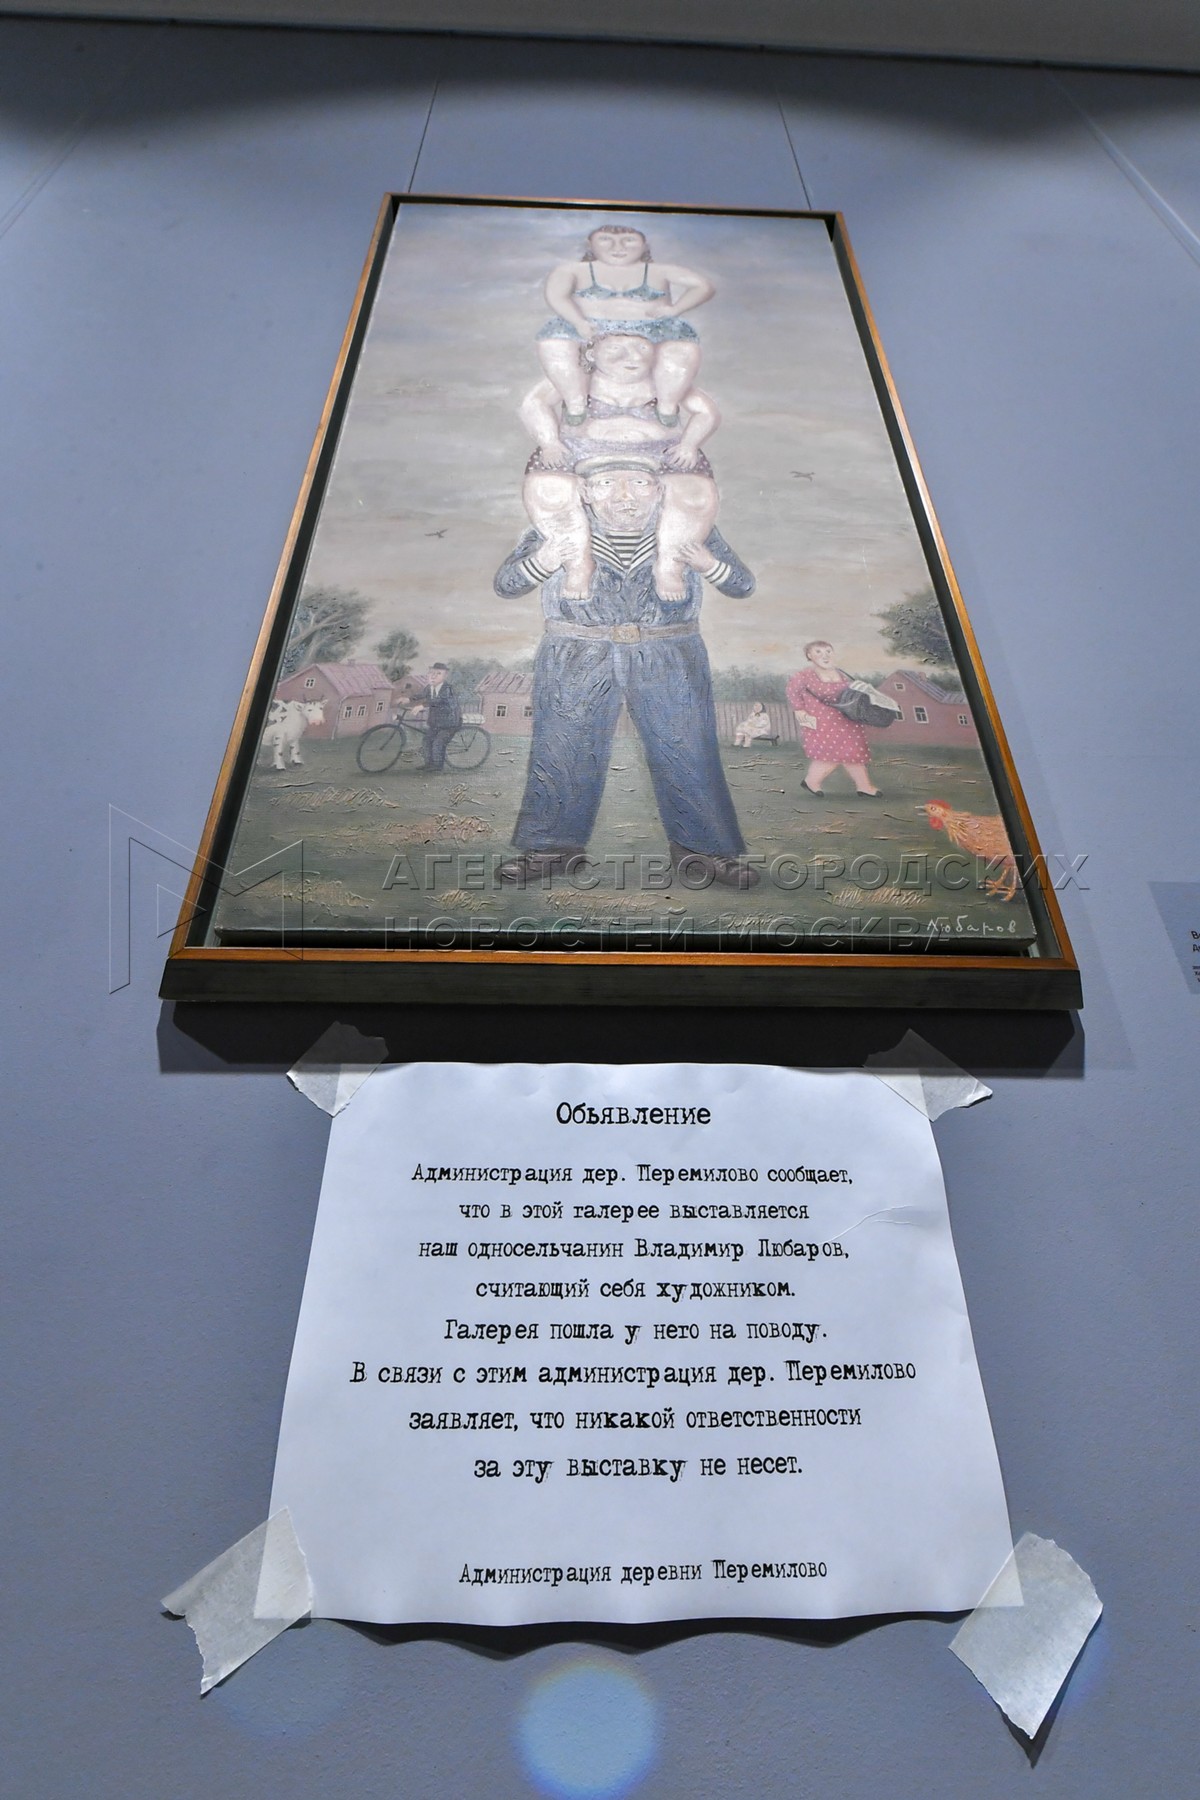 Любаров
АГЕНТСТВО ГОРОДСКИХ
НОВОСТЕЙ МОСКВА
Обьявление
Администрация дер. Перемилово сообщает,
что в этой галерее выставляется
наш односельчанин Владимир Любаров,
считающий себя художником.
Галерея пошла у него на поводу.
В связи с этим администрация дер. Перемилово
заявляет, что никакой ответственности
за эту выставку не несет.
Администрация деревни Перемилово